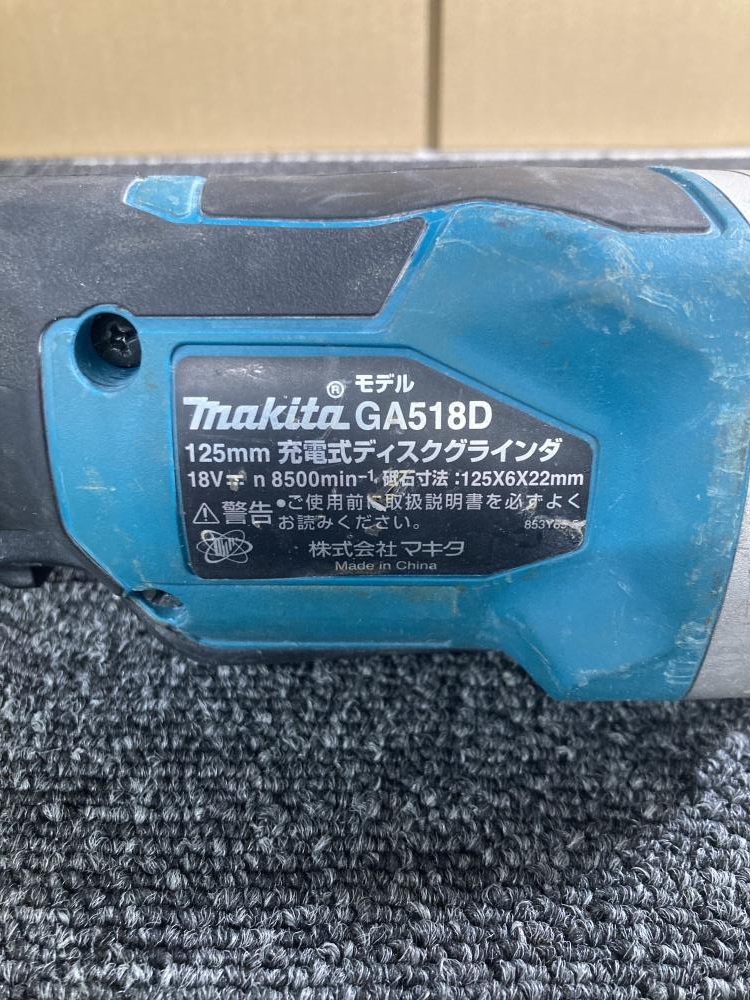 モデル
makita® GA518D
125mm 充電式ディスクグラインダ
18V⎓ n 8500min⁻¹ 砥石寸法:125X6X22mm
警告 •ご使用前に取扱説明書を必ずよく
お読みください。
株式会社 マキタ
Made in China